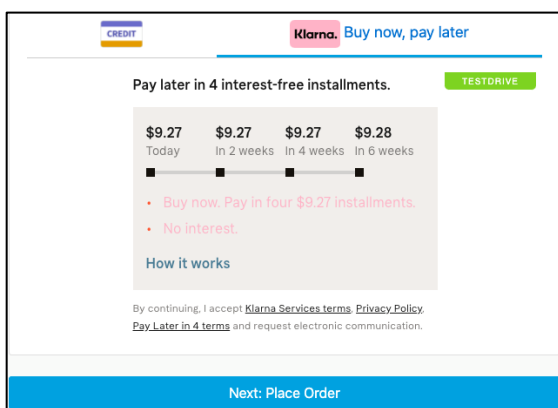 CREDIT
Klarna. Buy now, pay later
Pay later in 4 interest-free installments.
TESTDRIVE
$9.27 $9.27 $9.27 $9.28
Today In 2 weeks In 4 weeks In 6 weeks
• Buy now. Pay in four $9.27 installments.
• No interest.
How it works
By continuing, I accept Klarna Services terms, Privacy Policy,
Pay Later in 4 terms and request electronic communication.
Next: Place Order